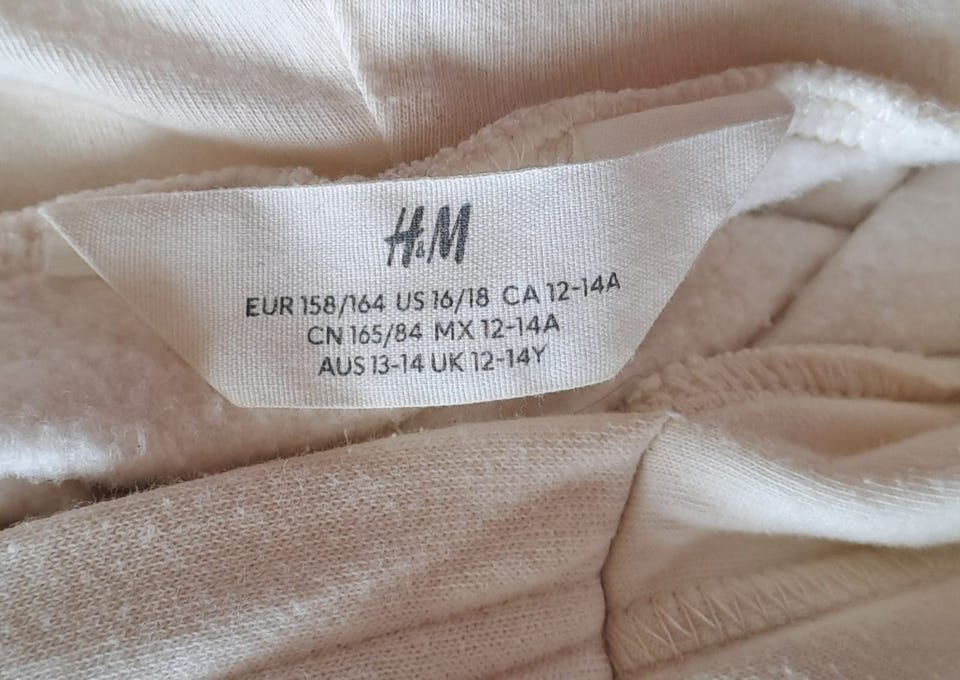 H&M
EUR 158/164 US 16/18 CA 12-14A
CN 165/84 MX 12-14A
AUS 13-14 UK 12-14Y